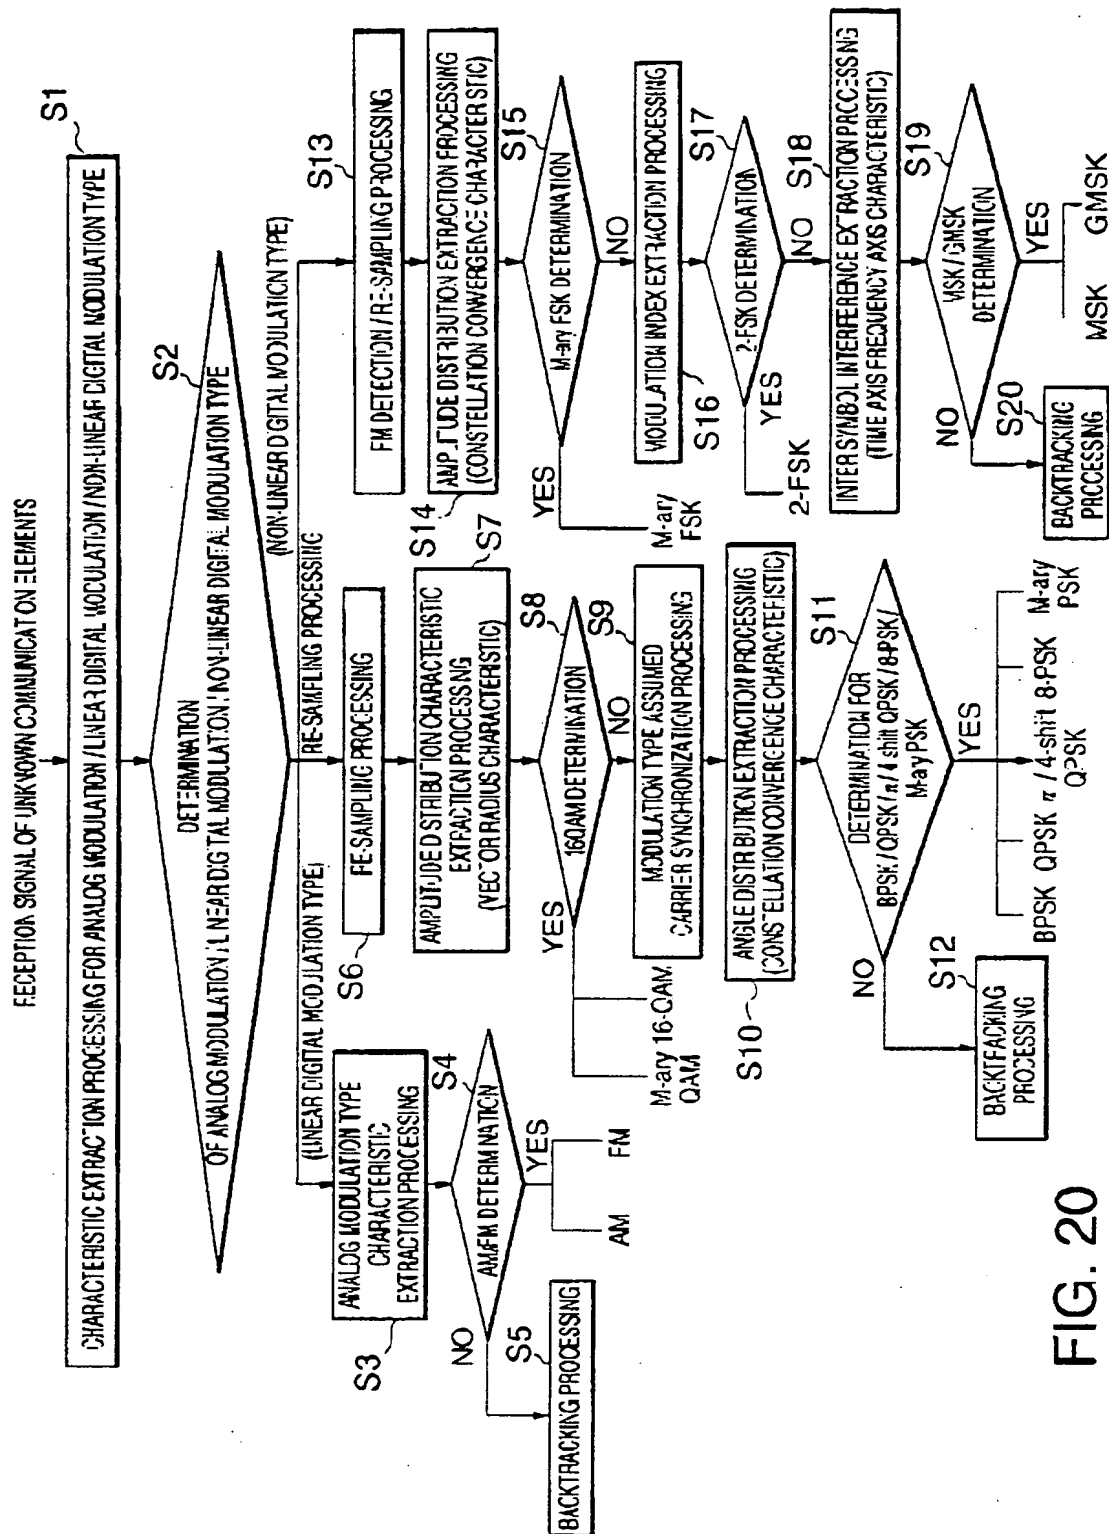 RECEPTION SIGNAL OF UNKNOWN COMMUNICATION ELEMENTS
S1
CHARACTERISTIC EXTRACTION PROCESSING FOR ANALOG MODULATION / LINEAR DIGITAL MODULATION / NON-LINEAR DIGITAL MODULATION TYPE
S2
DETERMINATION
OF ANALOG MODULATION / LINEAR DIGITAL MODULATION / NON-LINEAR DIGITAL MODULATION TYPE
(LINEAR DIGITAL MODULATION TYPE)
RE-SAMPLING PROCESSING
(NON-LINEAR DIGITAL MODULATION TYPE)
S3
ANALOG MODULATION TYPE
CHARACTERISTIC
EXTRACTION PROCESSING
S4
AM/FM DETERMINATION
NO
YES
S5
BACKTRACKING PROCESSING
AM
FM
S6
RE-SAMPLING PROCESSING
S7
AMPLITUDE DISTRIBUTION CHARACTERISTIC
EXTRACTION PROCESSING
(VECTOR RADIUS CHARACTERISTIC)
S8
16QAM DETERMINATION
YES
NO
M-ary
QAM
16-QAM
S9
MODULATION TYPE ASSUMED
CARRIER SYNCHRONIZATION PROCESSING
S10
ANGLE DISTRIBUTION EXTRACTION PROCESSING
(CONSTELLATION CONVERGENCE CHARACTERISTIC)
S11
DETERMINATION FOR
BPSK / QPSK / π / 4 shift QPSK / 8-PSK /
M-ay PSK
NO
YES
S12
BACKTRACKING
PROCESSING
BPSK
QPSK
π / 4-shift
QPSK
8-PSK
M-ary
PSK
S13
FM DETECTION / RE-SAMPLING PROCESSING
S14
AMPLITUDE DISTRIBUTION EXTRACTION PROCESSING
(CONSTELLATION CONVERGENCE CHARACTERISTIC)
S15
M-ary FSK DETERMINATION
YES
NO
M-ary
FSK
S16
MODULATION INDEX EXTRACTION PROCESSING
S17
2-FSK DETERMINATION
YES
NO
2-FSK
S18
INTER SYMBOL INTERFERENCE EXTRACTION PROCESSING
(TIME AXIS FREQUENCY AXIS CHARACTERISTIC)
S19
MSK / GMSK
DETERMINATION
NO
YES
S20
BACKTRACKING
PROCESSING
MSK
GMSK
FIG. 20